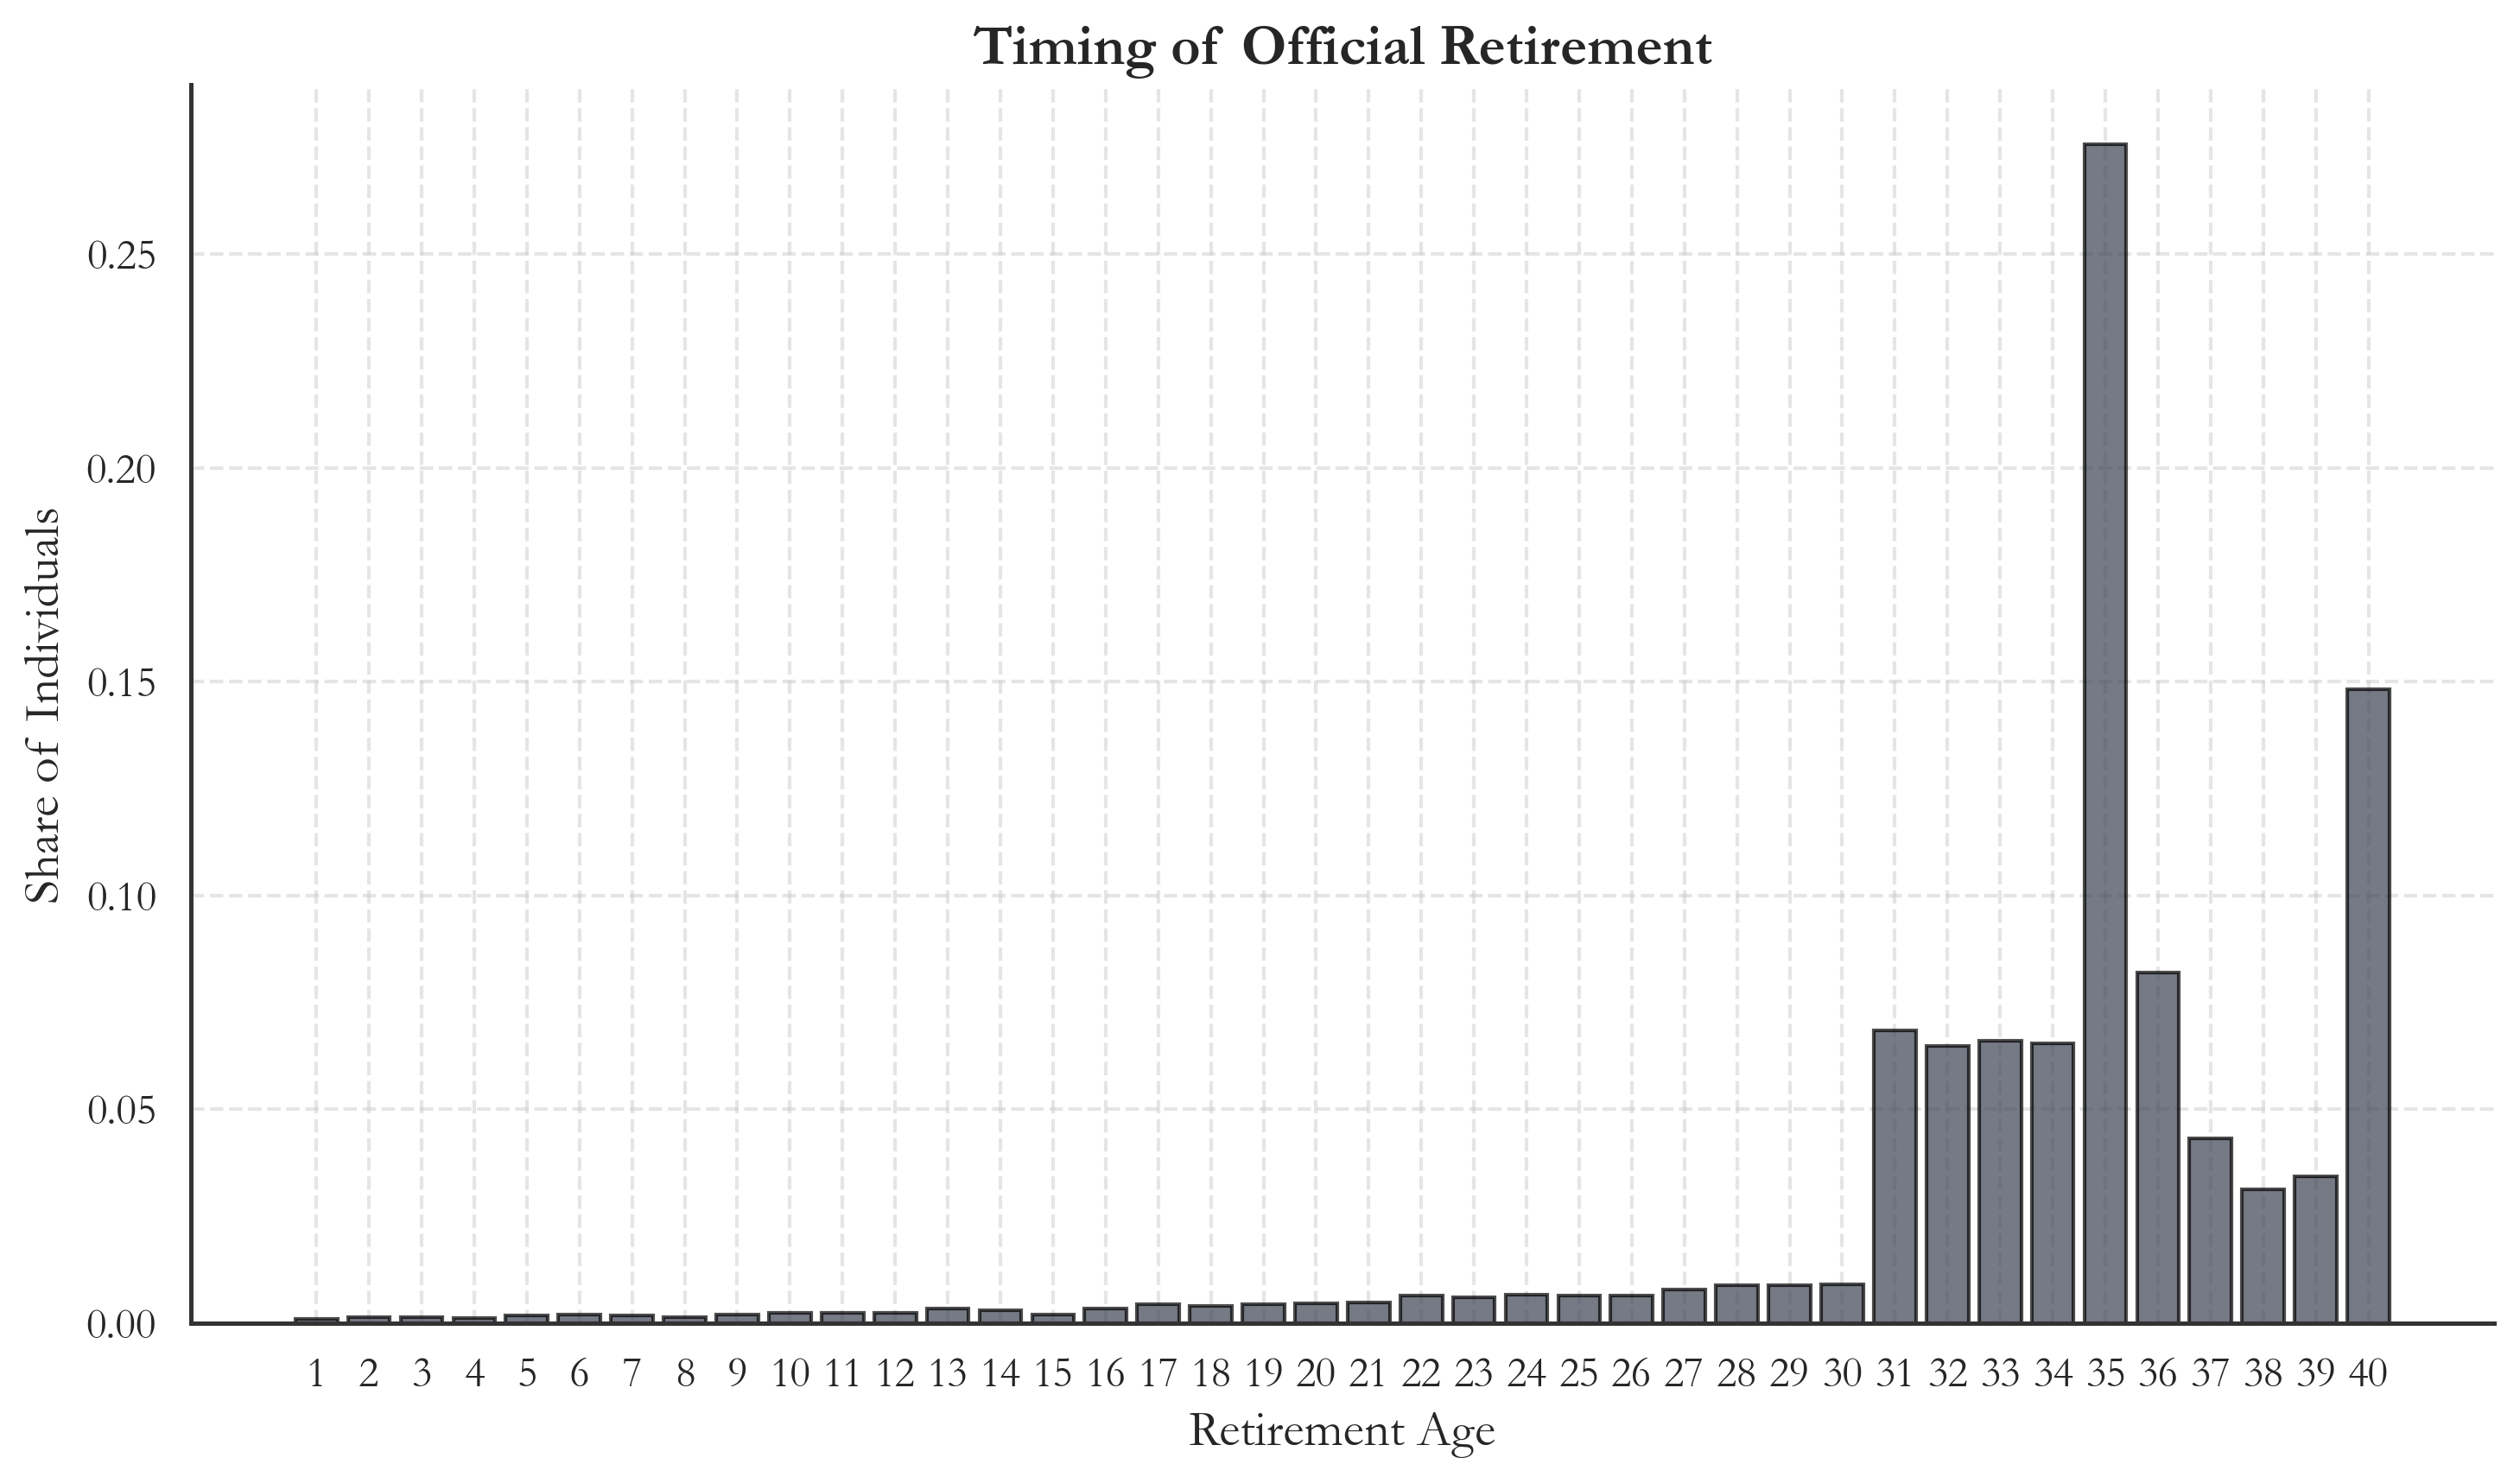 Timing of Official Retirement
Share of Individuals
0.25
0.20
0.15
0.10
0.05
0.00
1 2 3 4 5 6 7 8 9 10 11 12 13 14 15 16 17 18 19 20 21 22 23 24 25 26 27 28 29 30 31 32 33 34 35 36 37 38 39 40
Retirement Age